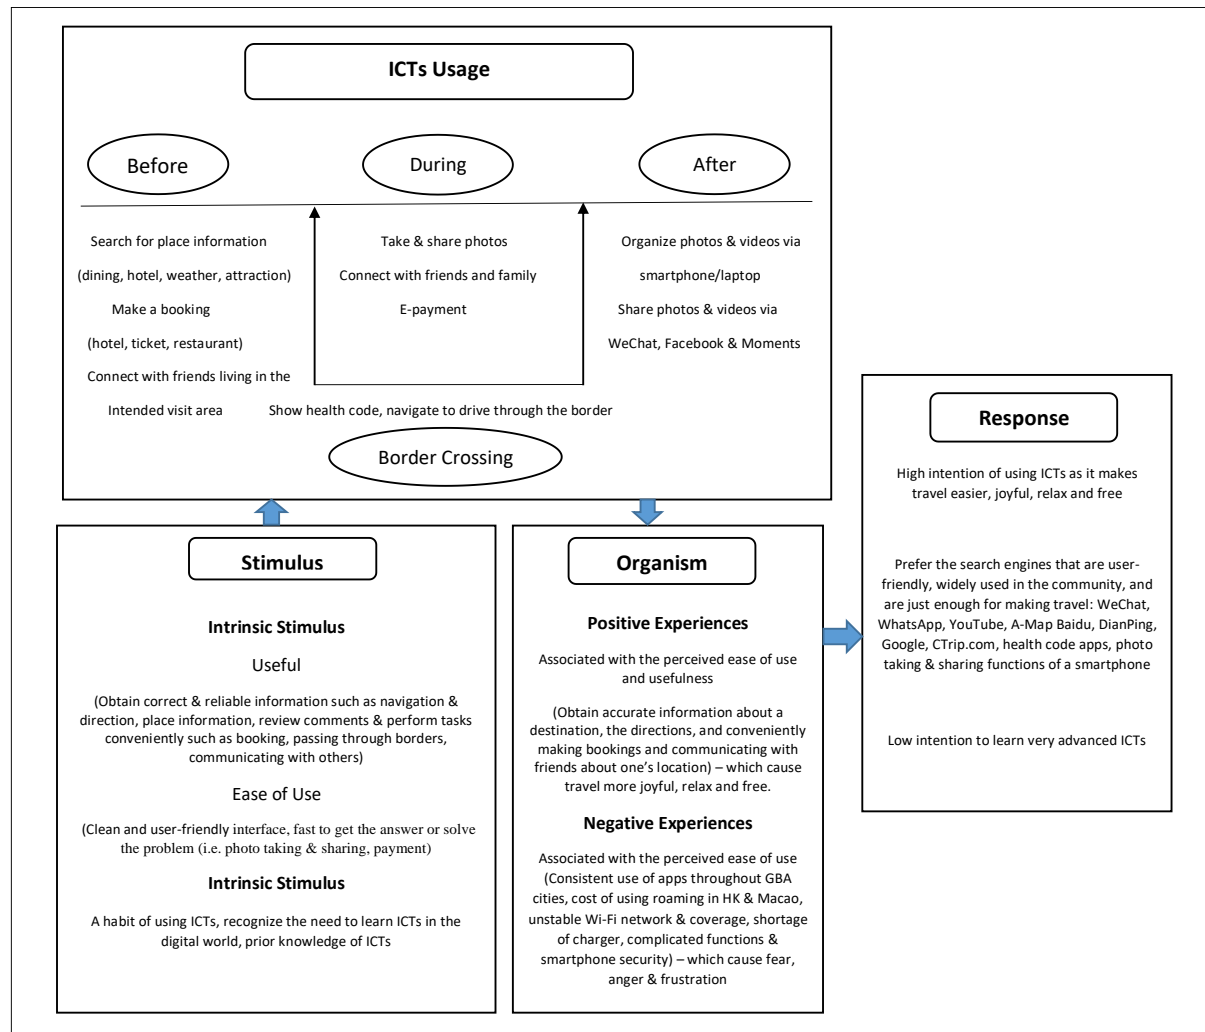 ICTs Usage
Before
During
After
Search for place information
(dining, hotel, weather, attraction)
Make a booking
(hotel, ticket, restaurant)
Connect with friends living in the
Intended visit area
Take & share photos
Connect with friends and family
E-payment
Organize photos & videos via
smartphone/laptop
Share photos & videos via
WeChat, Facebook & Moments
Show health code, navigate to drive through the border
Border Crossing
Stimulus
Intrinsic Stimulus
Useful
(Obtain correct & reliable information such as navigation &
direction, place information, review comments & perform tasks
conveniently such as booking, passing through borders,
communicating with others)
Ease of Use
(Clean and user-friendly interface, fast to get the answer or solve
the problem (i.e. photo taking & sharing, payment)
Intrinsic Stimulus
A habit of using ICTs, recognize the need to learn ICTs in the
digital world, prior knowledge of ICTs
Organism
Positive Experiences
Associated with the perceived ease of use
and usefulness
(Obtain accurate information about a
destination, the directions, and conveniently
making bookings and communicating with
friends about one's location) – which cause
travel more joyful, relax and free.
Negative Experiences
Associated with the perceived ease of use
(Consistent use of apps throughout GBA
cities, cost of using roaming in HK & Macao,
unstable Wi-Fi network & coverage, shortage
of charger, complicated functions &
smartphone security) – which cause fear,
anger & frustration
Response
High intention of using ICTs as it makes
travel easier, joyful, relax and free
Prefer the search engines that are user-
friendly, widely used in the community, and
are just enough for making travel: WeChat,
WhatsApp, YouTube, A-Map Baidu, DianPing,
Google, CTrip.com, health code apps, photo
taking & sharing functions of a smartphone
Low intention to learn very advanced ICTs